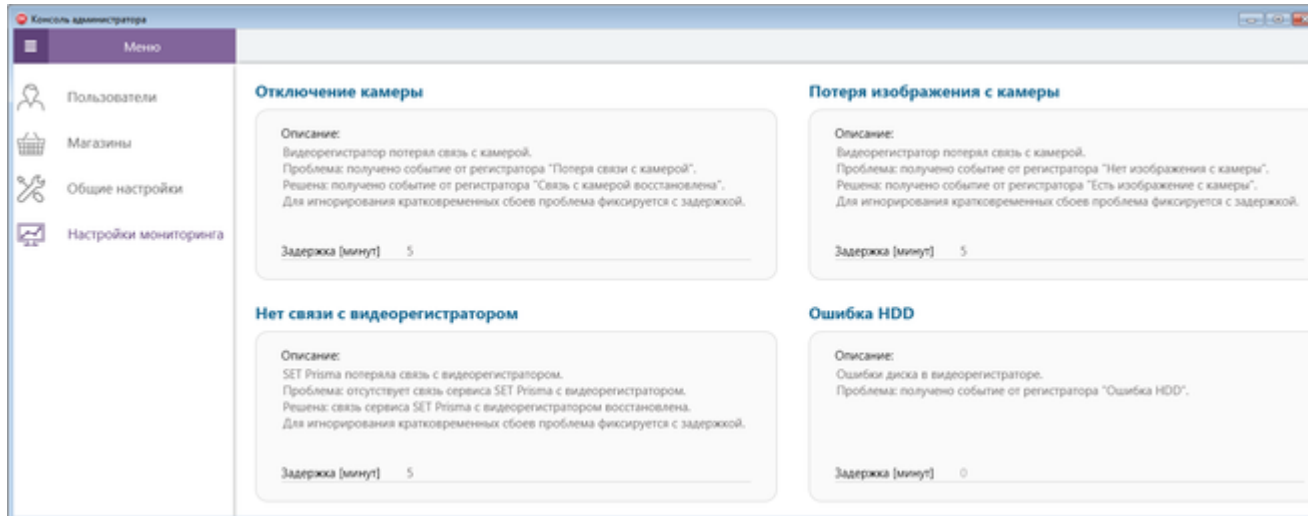 Консоль администратора
Меню
Пользователи
Магазины
Общие настройки
Настройки мониторинга
Отключение камеры
Описание:
Видеорегистратор потерял связь с камерой.
Проблема: получено событие от регистратора "Потеря связи с камерой".
Решена: получено событие от регистратора "Связь с камерой восстановлена".
Для игнорирования кратковременных сбоев проблема фиксируется с задержкой.
Задержка [минут] 5
Потеря изображения с камеры
Описание:
Видеорегистратор потерял связь с камерой.
Проблема: получено событие от регистратора "Нет изображения с камеры".
Решена: получено событие от регистратора "Есть изображение с камеры".
Для игнорирования кратковременных сбоев проблема фиксируется с задержкой.
Задержка [минут] 5
Нет связи с видеорегистратором
Описание:
SET Prisma потеряла связь с видеорегистратором.
Проблема: отсутствует связь сервиса SET Prisma с видеорегистратором.
Решена: связь сервиса SET Prisma с видеорегистратором восстановлена.
Для игнорирования кратковременных сбоев проблема фиксируется с задержкой.
Задержка [минут] 5
Ошибка HDD
Описание:
Ошибки диска в видеорегистраторе.
Проблема: получено событие от регистратора "Ошибка HDD".
Задержка [минут] 0